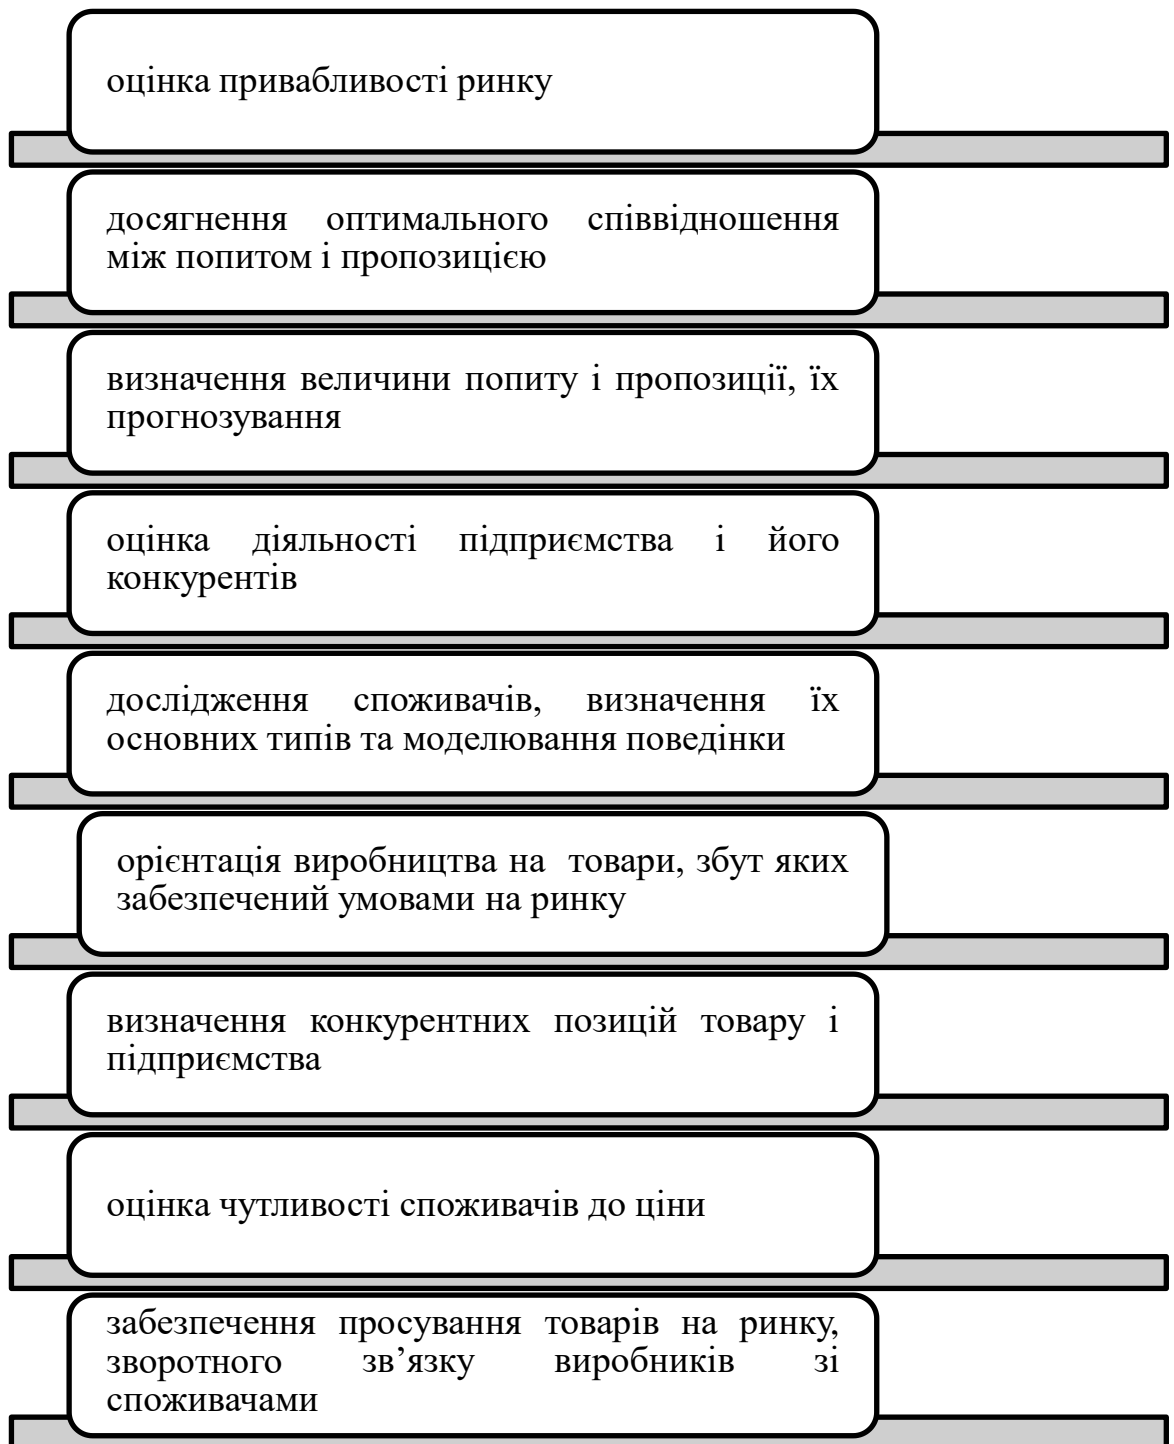 оцінка привабливості ринку
досягнення оптимального співвідношення
між попитом і пропозицією
визначення величини попиту і пропозиції, їх
прогнозування
оцінка діяльності підприємства і його
конкурентів
дослідження споживачів, визначення їх
основних типів та моделювання поведінки
орієнтація виробництва на товари, збут яких
забезпечений умовами на ринку
визначення конкурентних позицій товару і
підприємства
оцінка чутливості споживачів до ціни
забезпечення просування товарів на ринку,
зворотного зв’язку виробників зі
споживачами